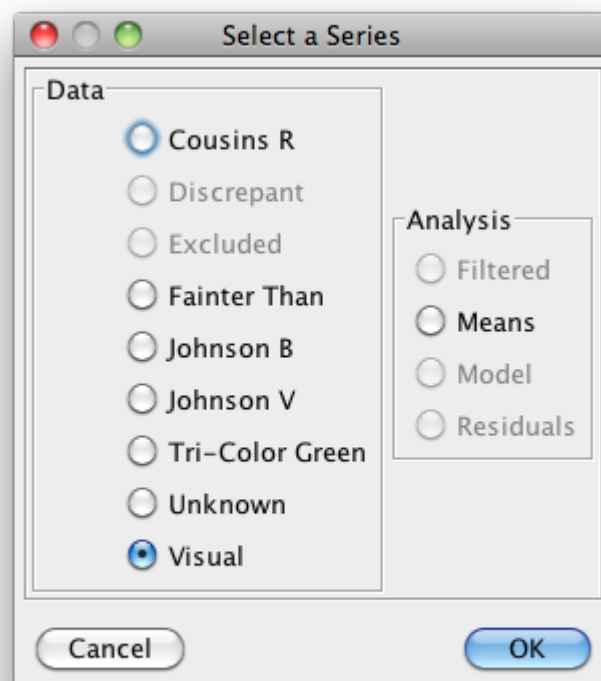 Select a Series
Data
Cousins R
Discrepant
Excluded
Fainter Than
Johnson B
Johnson V
Tri-Color Green
Unknown
Visual
Analysis
Filtered
Means
Model
Residuals
Cancel
OK